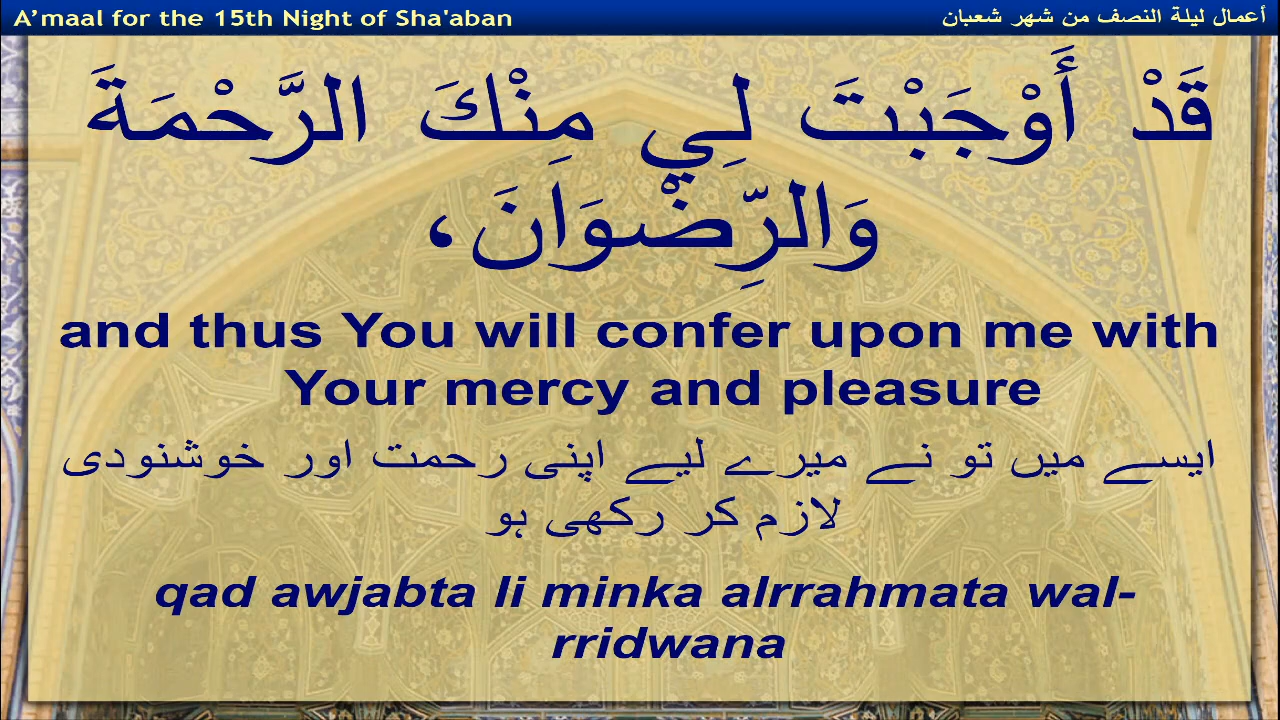 A’maal for the 15th Night of Sha'aban
أعمال ليلة النصف من شهر شعبان
قَدْ أَوْجَبْتَ لِي مِنْكَ الرَّحْمَةَ
وَالرِّضْوَانَ،
and thus You will confer upon me with
Your mercy and pleasure
ایسے میں تو نے میرے لیے اپنی رحمت اور خوشنودی
لازم کر رکھی ہو
qad awjabta li minka alrrahmata wal-
rridwana